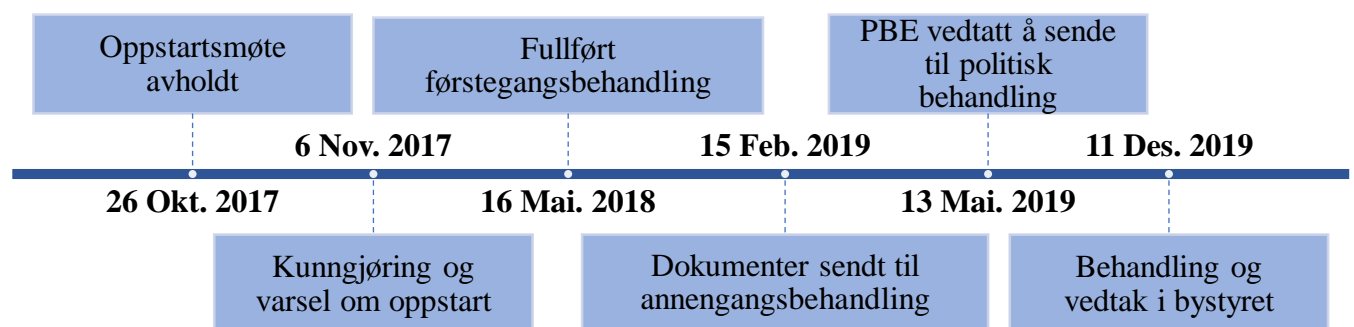 Oppstartsmøte
avholdt
Fullført
førstegangsbehandling
PBE vedtatt å sende
til politisk
behandling
6 Nov. 2017
15 Feb. 2019
11 Des. 2019
26 Okt. 2017
16 Mai. 2018
13 Mai. 2019
Kunngjøring og
varsel om oppstart
Dokumenter sendt til
annengangsbehandling
Behandling og
vedtak i bystyret